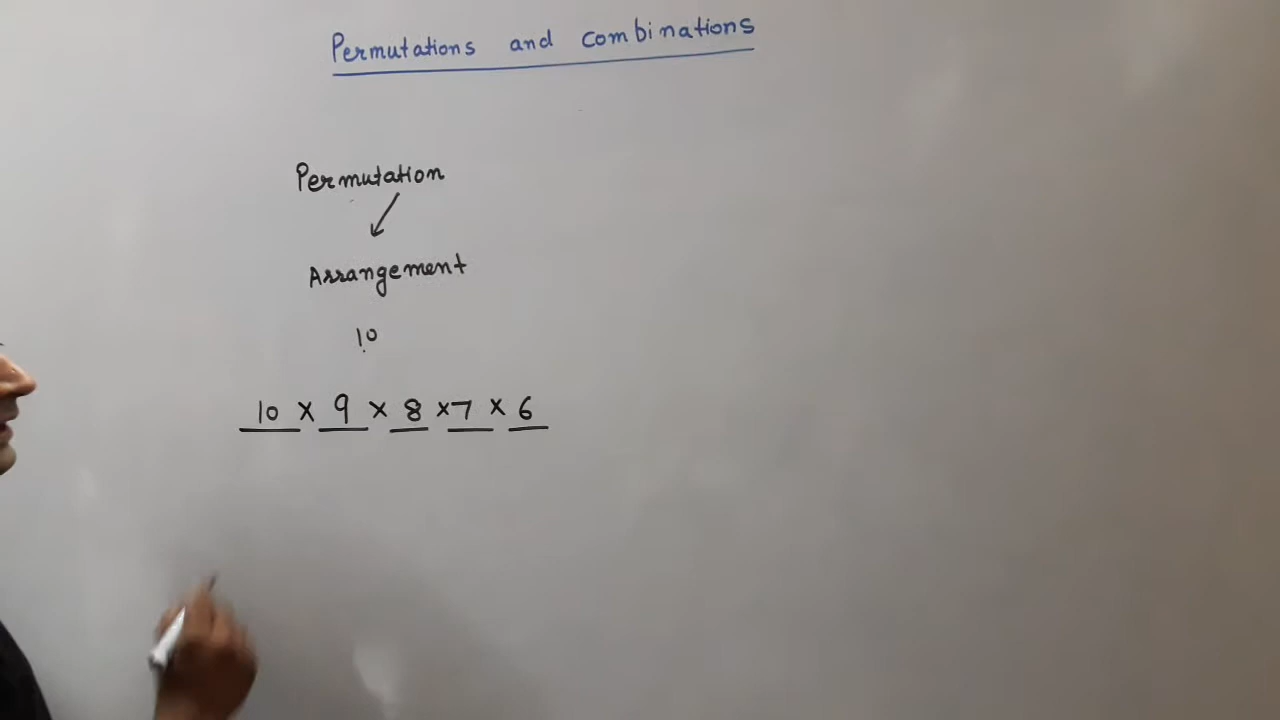 Permutations and combinations
Permutation
Arrangement
10
10 × 9 × 8 × 7 × 6